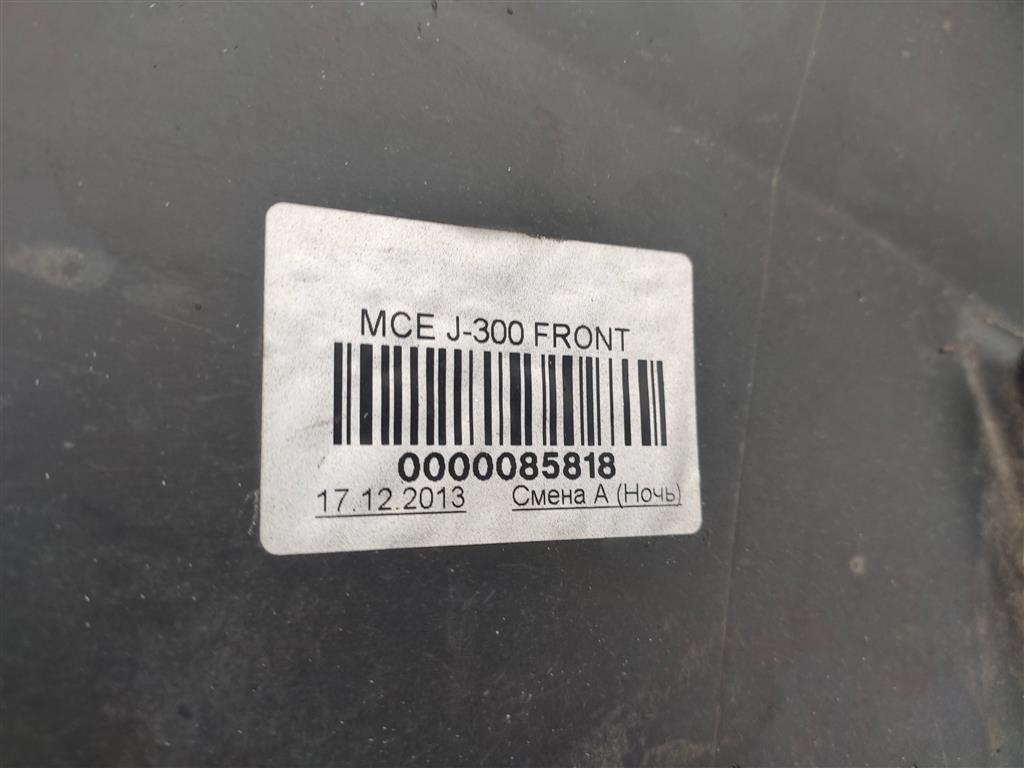 MCE J-300 FRONT
0000085818
17.12.2013 Смена А (Ночь)